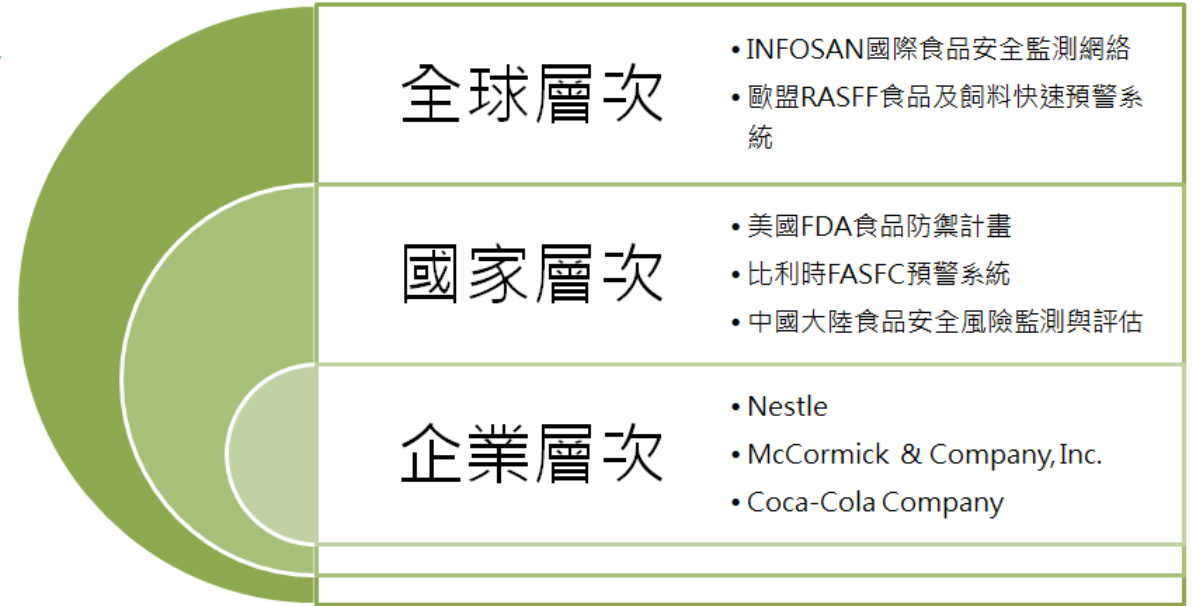 全球層次
• INFOSAN國際食品安全監測網絡
• 歐盟RASFF食品及飼料快速預警系
統
國家層次
• 美國FDA食品防禦計畫
• 比利時FASFC預警系統
• 中國大陸食品安全風險監測與評估
企業層次
• Nestle
• McCormick & Company, Inc.
• Coca-Cola Company